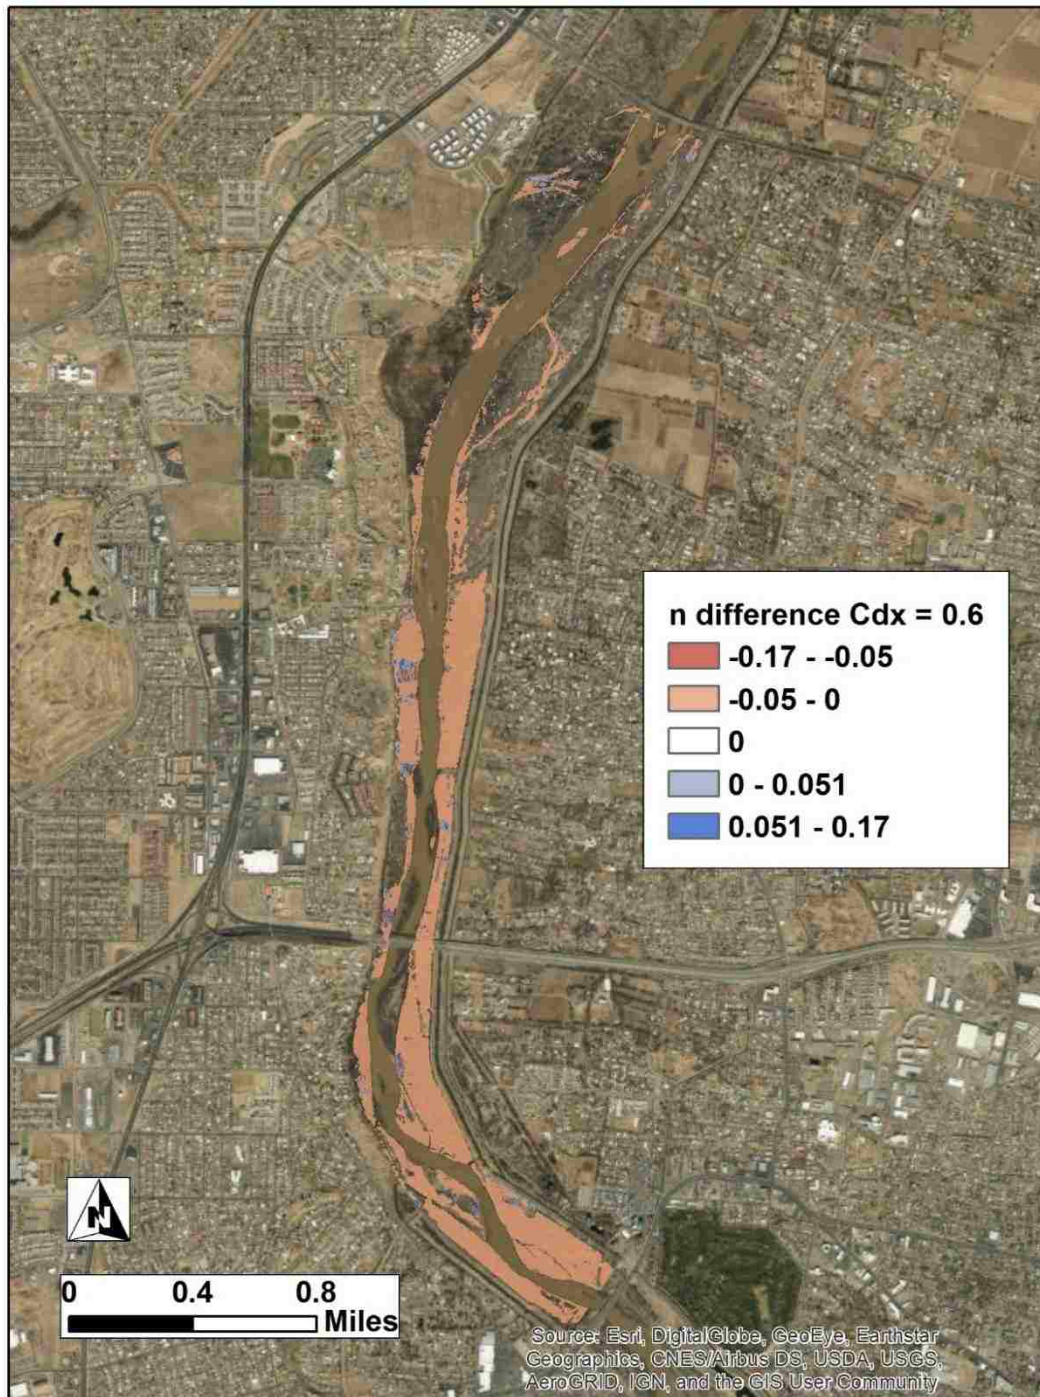 n difference Cdx = 0.6
-0.17 - -0.05
-0.05 - 0
0
0 - 0.051
0.051 - 0.17
N
0 0.4 0.8
Miles
Source: Esri, DigitalGlobe, GeoEye, Earthstar
Geographics, CNES/Airbus DS, USDA, USGS,
AeroGRID, IGN, and the GIS User Community